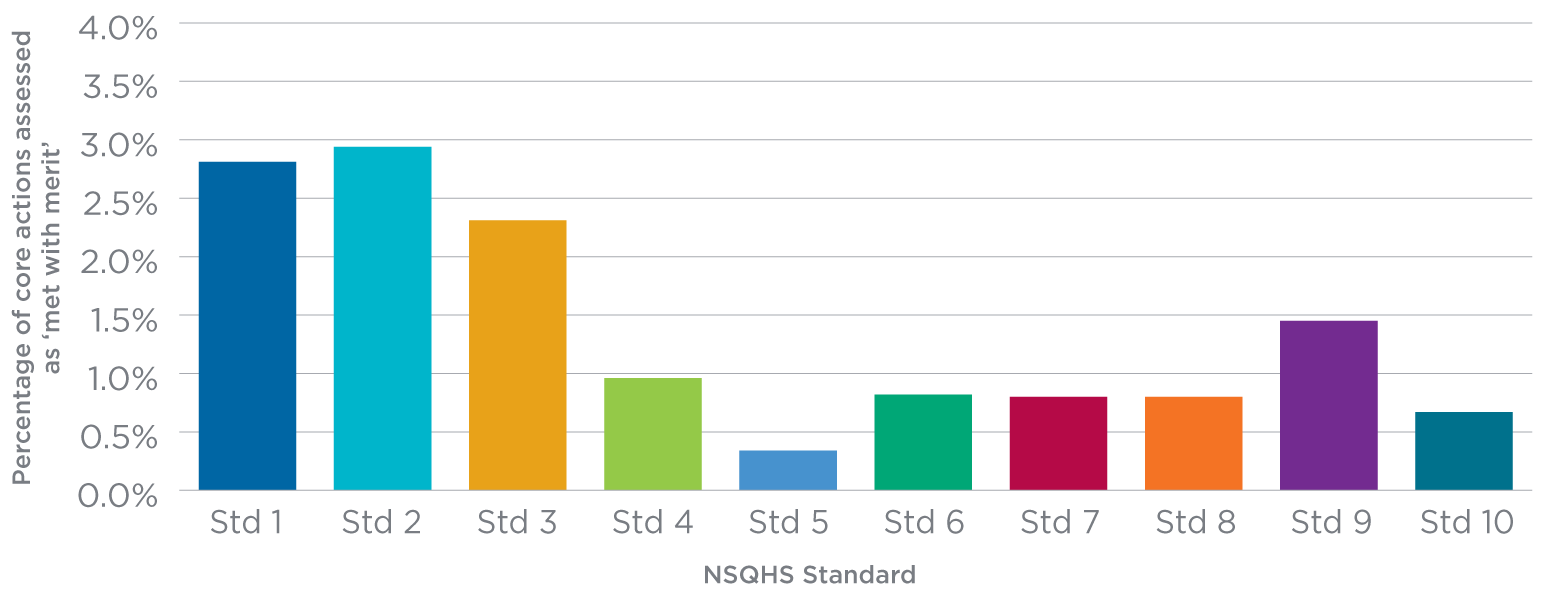 Percentage of core actions assessed
as ‘met with merit’
4.0%
3.5%
3.0%
2.5%
2.0%
1.5%
1.0%
0.5%
0.0%
Std 1 Std 2 Std 3 Std 4 Std 5 Std 6 Std 7 Std 8 Std 9 Std 10
NSQHS Standard